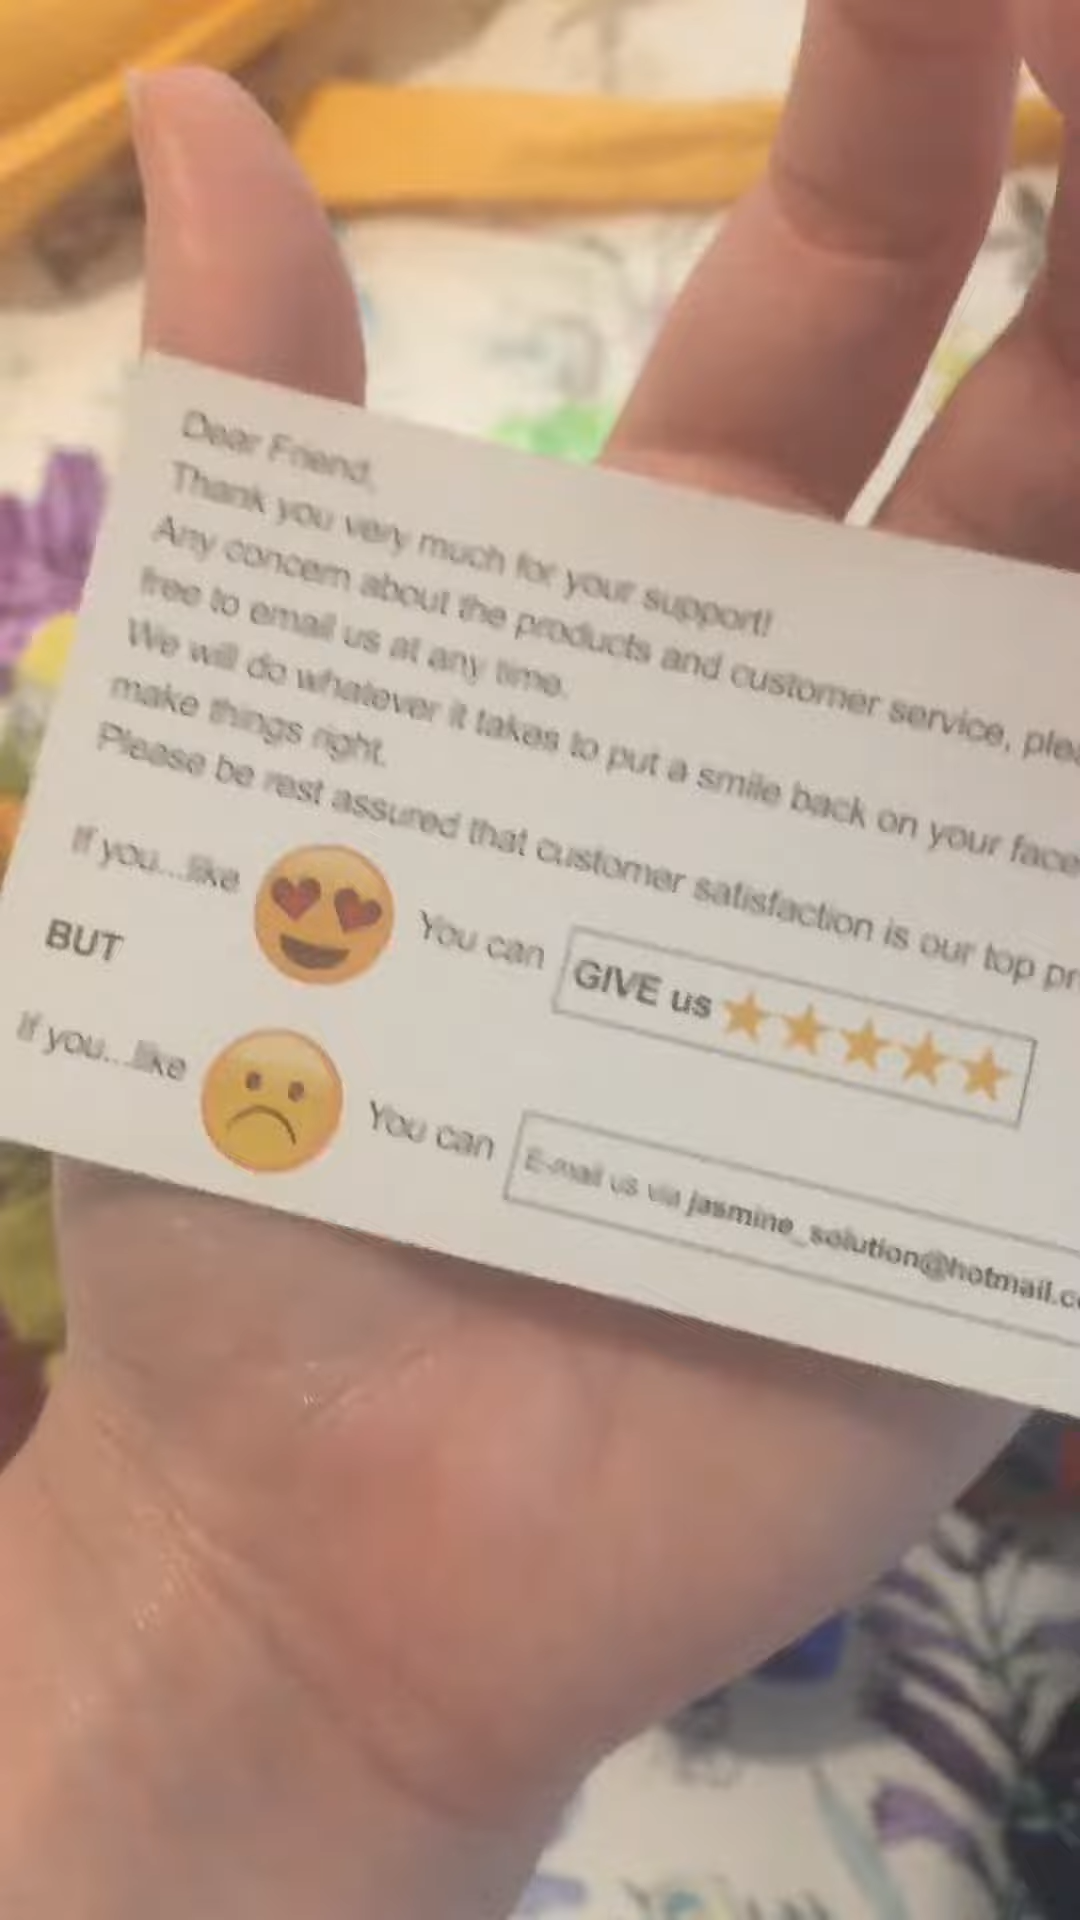 Dear Friend,
Thank you very much for your support!
Any concern about the products and customer service, plea
free to email us at any time.
We will do whatever it takes to put a smile back on your face
make things right.
Please be rest assured that customer satisfaction is our top pr
If you...like You can GIVE us
BUT
If you...like You can E-mail us via jasmine_solution@hotmail.c